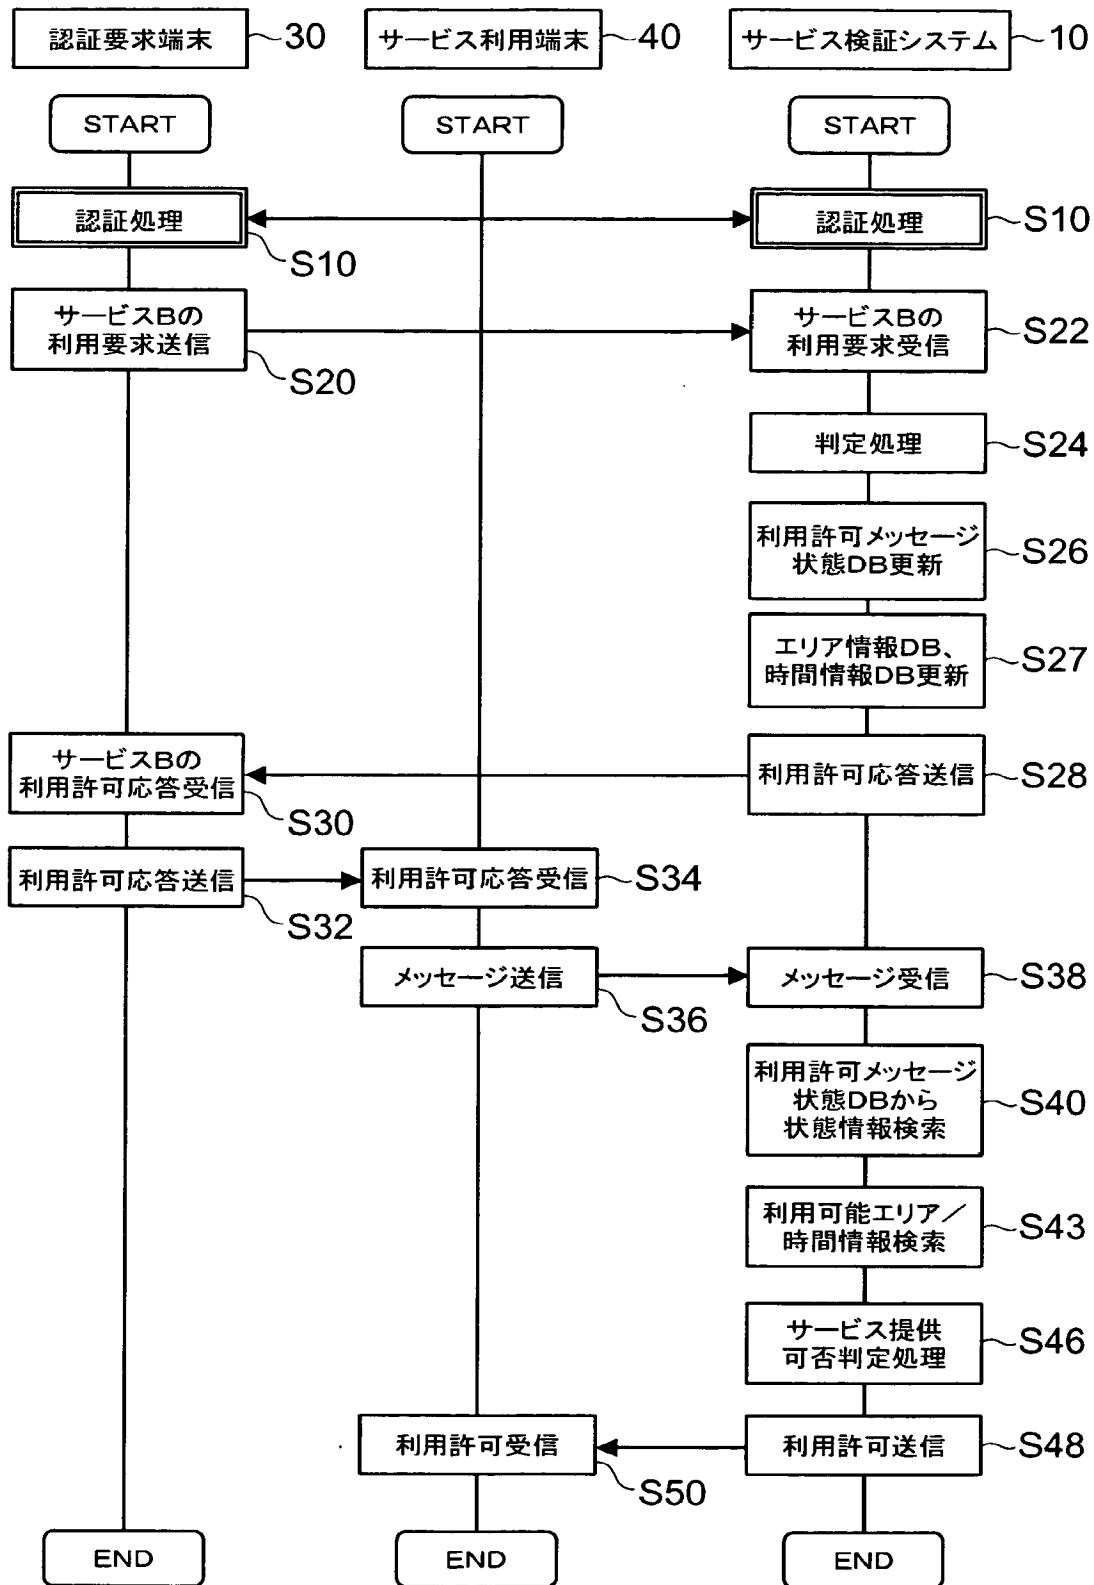 認証要求端末 30
サービス利用端末 40
サービス検証システム 10
START
START
START
認証処理
S10
認証処理
S10
サービスBの
利用要求送信
S20
サービスBの
利用要求受信
S22
判定処理
S24
利用許可メッセージ
状態DB更新
S26
エリア情報DB、
時間情報DB更新
S27
サービスBの
利用許可応答受信
S30
利用許可応答送信
S28
利用許可応答送信
S32
利用許可応答受信
S34
メッセージ送信
S36
メッセージ受信
S38
利用許可メッセージ
状態DBから
状態情報検索
S40
利用可能エリア／
時間情報検索
S43
サービス提供
可否判定処理
S46
利用許可受信
S50
利用許可送信
S48
END
END
END